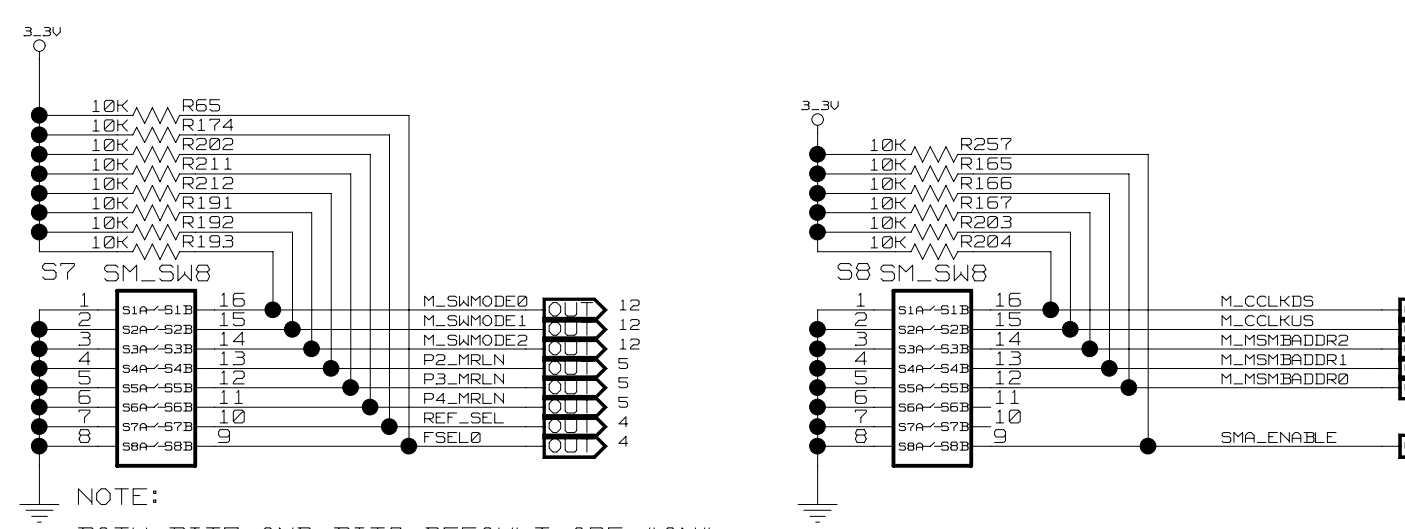 3_3V
10K R65
10K R174
10K R202
10K R211
10K R212
10K R191
10K R192
10K R193
S7 SM_SW8
1 S1A S1B 16 M_SWMODE0 OUT 12
2 S2A S2B 15 M_SWMODE1 OUT 12
3 S3A S3B 14 M_SWMODE2 OUT 12
4 S4A S4B 13 P2_MRLN OUT 5
5 S5A S5B 12 P3_MRLN OUT 5
6 S6A S6B 11 P4_MRLN OUT 5
7 S7A S7B 10 REF_SEL OUT 4
8 S8A S8B 9 FSEL0 OUT 4
NOTE:
3_3V
10K R257
10K R165
10K R166
10K R167
10K R203
10K R204
S8 SM_SW8
1 S1A S1B 16 M_CCLKDS
2 S2A S2B 15 M_CCLKUS
3 S3A S3B 14 M_MSMBADDR2
4 S4A S4B 13 M_MSMBADDR1
5 S5A S5B 12 M_MSMBADDR0
6 S6A S6B 11
7 S7A S7B 10
8 S8A S8B 9 SMA_ENABLE